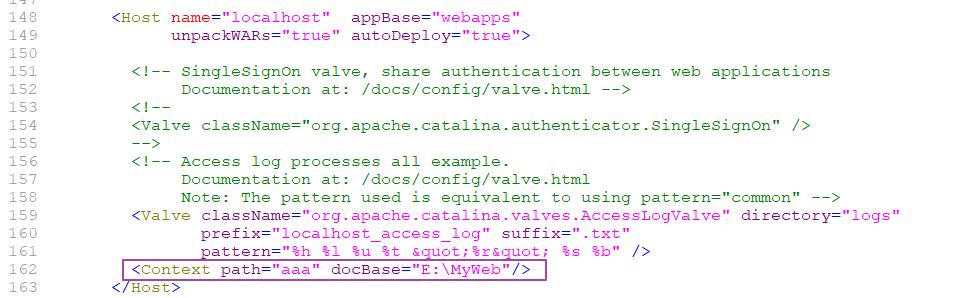 148 <Host name="localhost" appBase="webapps"
149 unpackWARs="true" autoDeploy="true">
150
151 <!-- SingleSignOn valve, share authentication between web applications
152 Documentation at: /docs/config/valve.html -->
153 <!--
154 <Valve className="org.apache.catalina.authenticator.SingleSignOn" />
155 -->
156 <!-- Access log processes all example.
157 Documentation at: /docs/config/valve.html
158 Note: The pattern used is equivalent to using pattern="common" -->
159 <Valve className="org.apache.catalina.valves.AccessLogValve" directory="logs"
160 prefix="localhost_access_log" suffix=".txt"
161 pattern="%h %l %u %t &quot;%r&quot; %s %b" />
162 <Context path="aaa" docBase="E:\MyWeb"/>
163 </Host>